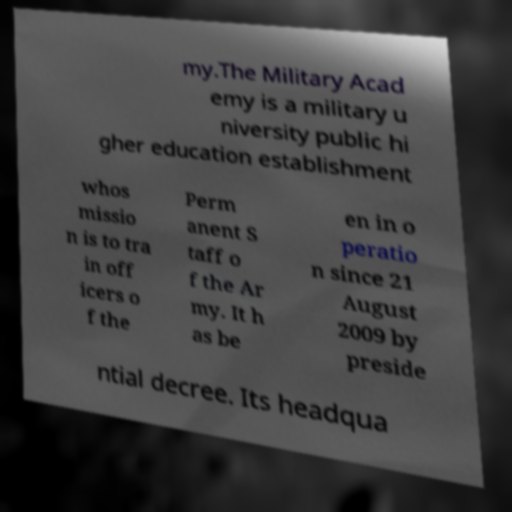 my.The Military Acad
emy is a military u
niversity public hi
gher education establishment
whos
missio
n is to tra
in off
icers o
f the
Perm
anent S
taff o
f the Ar
my. It h
as be
en in o
peratio
n since 21
August
2009 by
preside
ntial decree. Its headqua